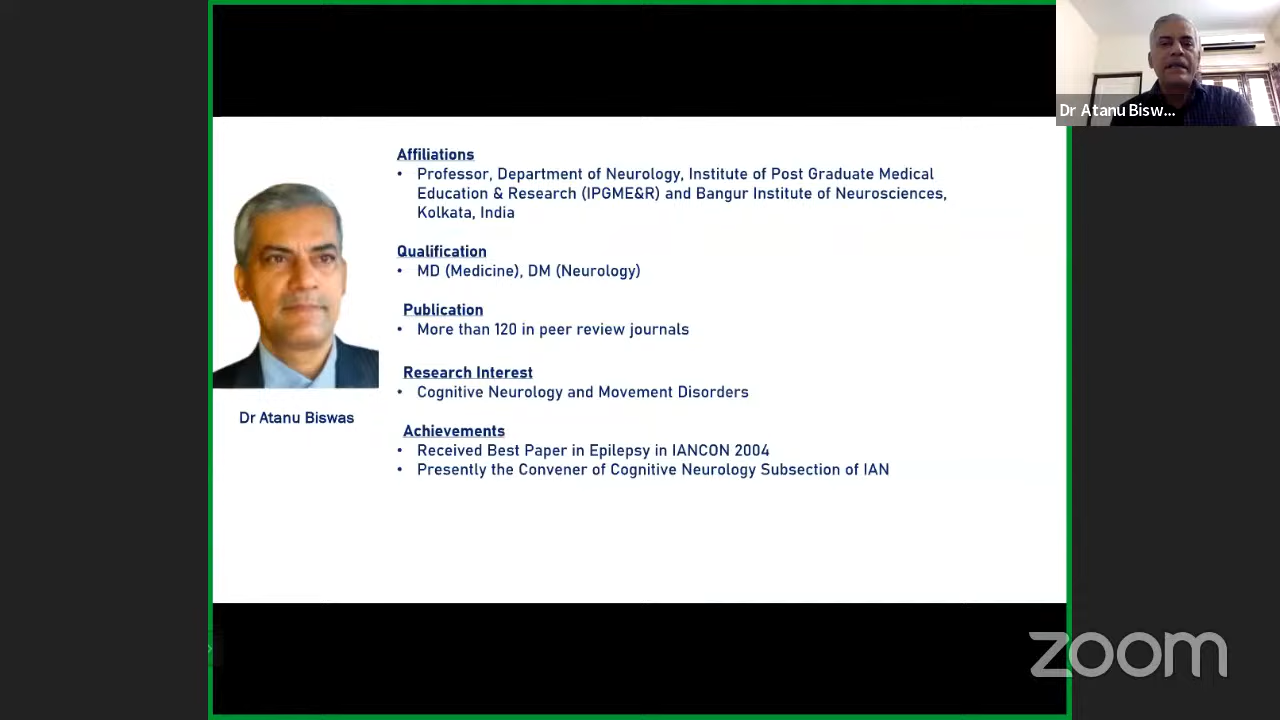 Dr Atanu Bisw...
Affiliations
• Professor, Department of Neurology, Institute of Post Graduate Medical
Education & Research (IPGME&R) and Bangur Institute of Neurosciences,
Kolkata, India
Qualification
• MD (Medicine), DM (Neurology)
Publication
• More than 120 in peer review journals
Research Interest
• Cognitive Neurology and Movement Disorders
Dr Atanu Biswas
Achievements
• Received Best Paper in Epilepsy in IANCON 2004
• Presently the Convener of Cognitive Neurology Subsection of IAN
zoom